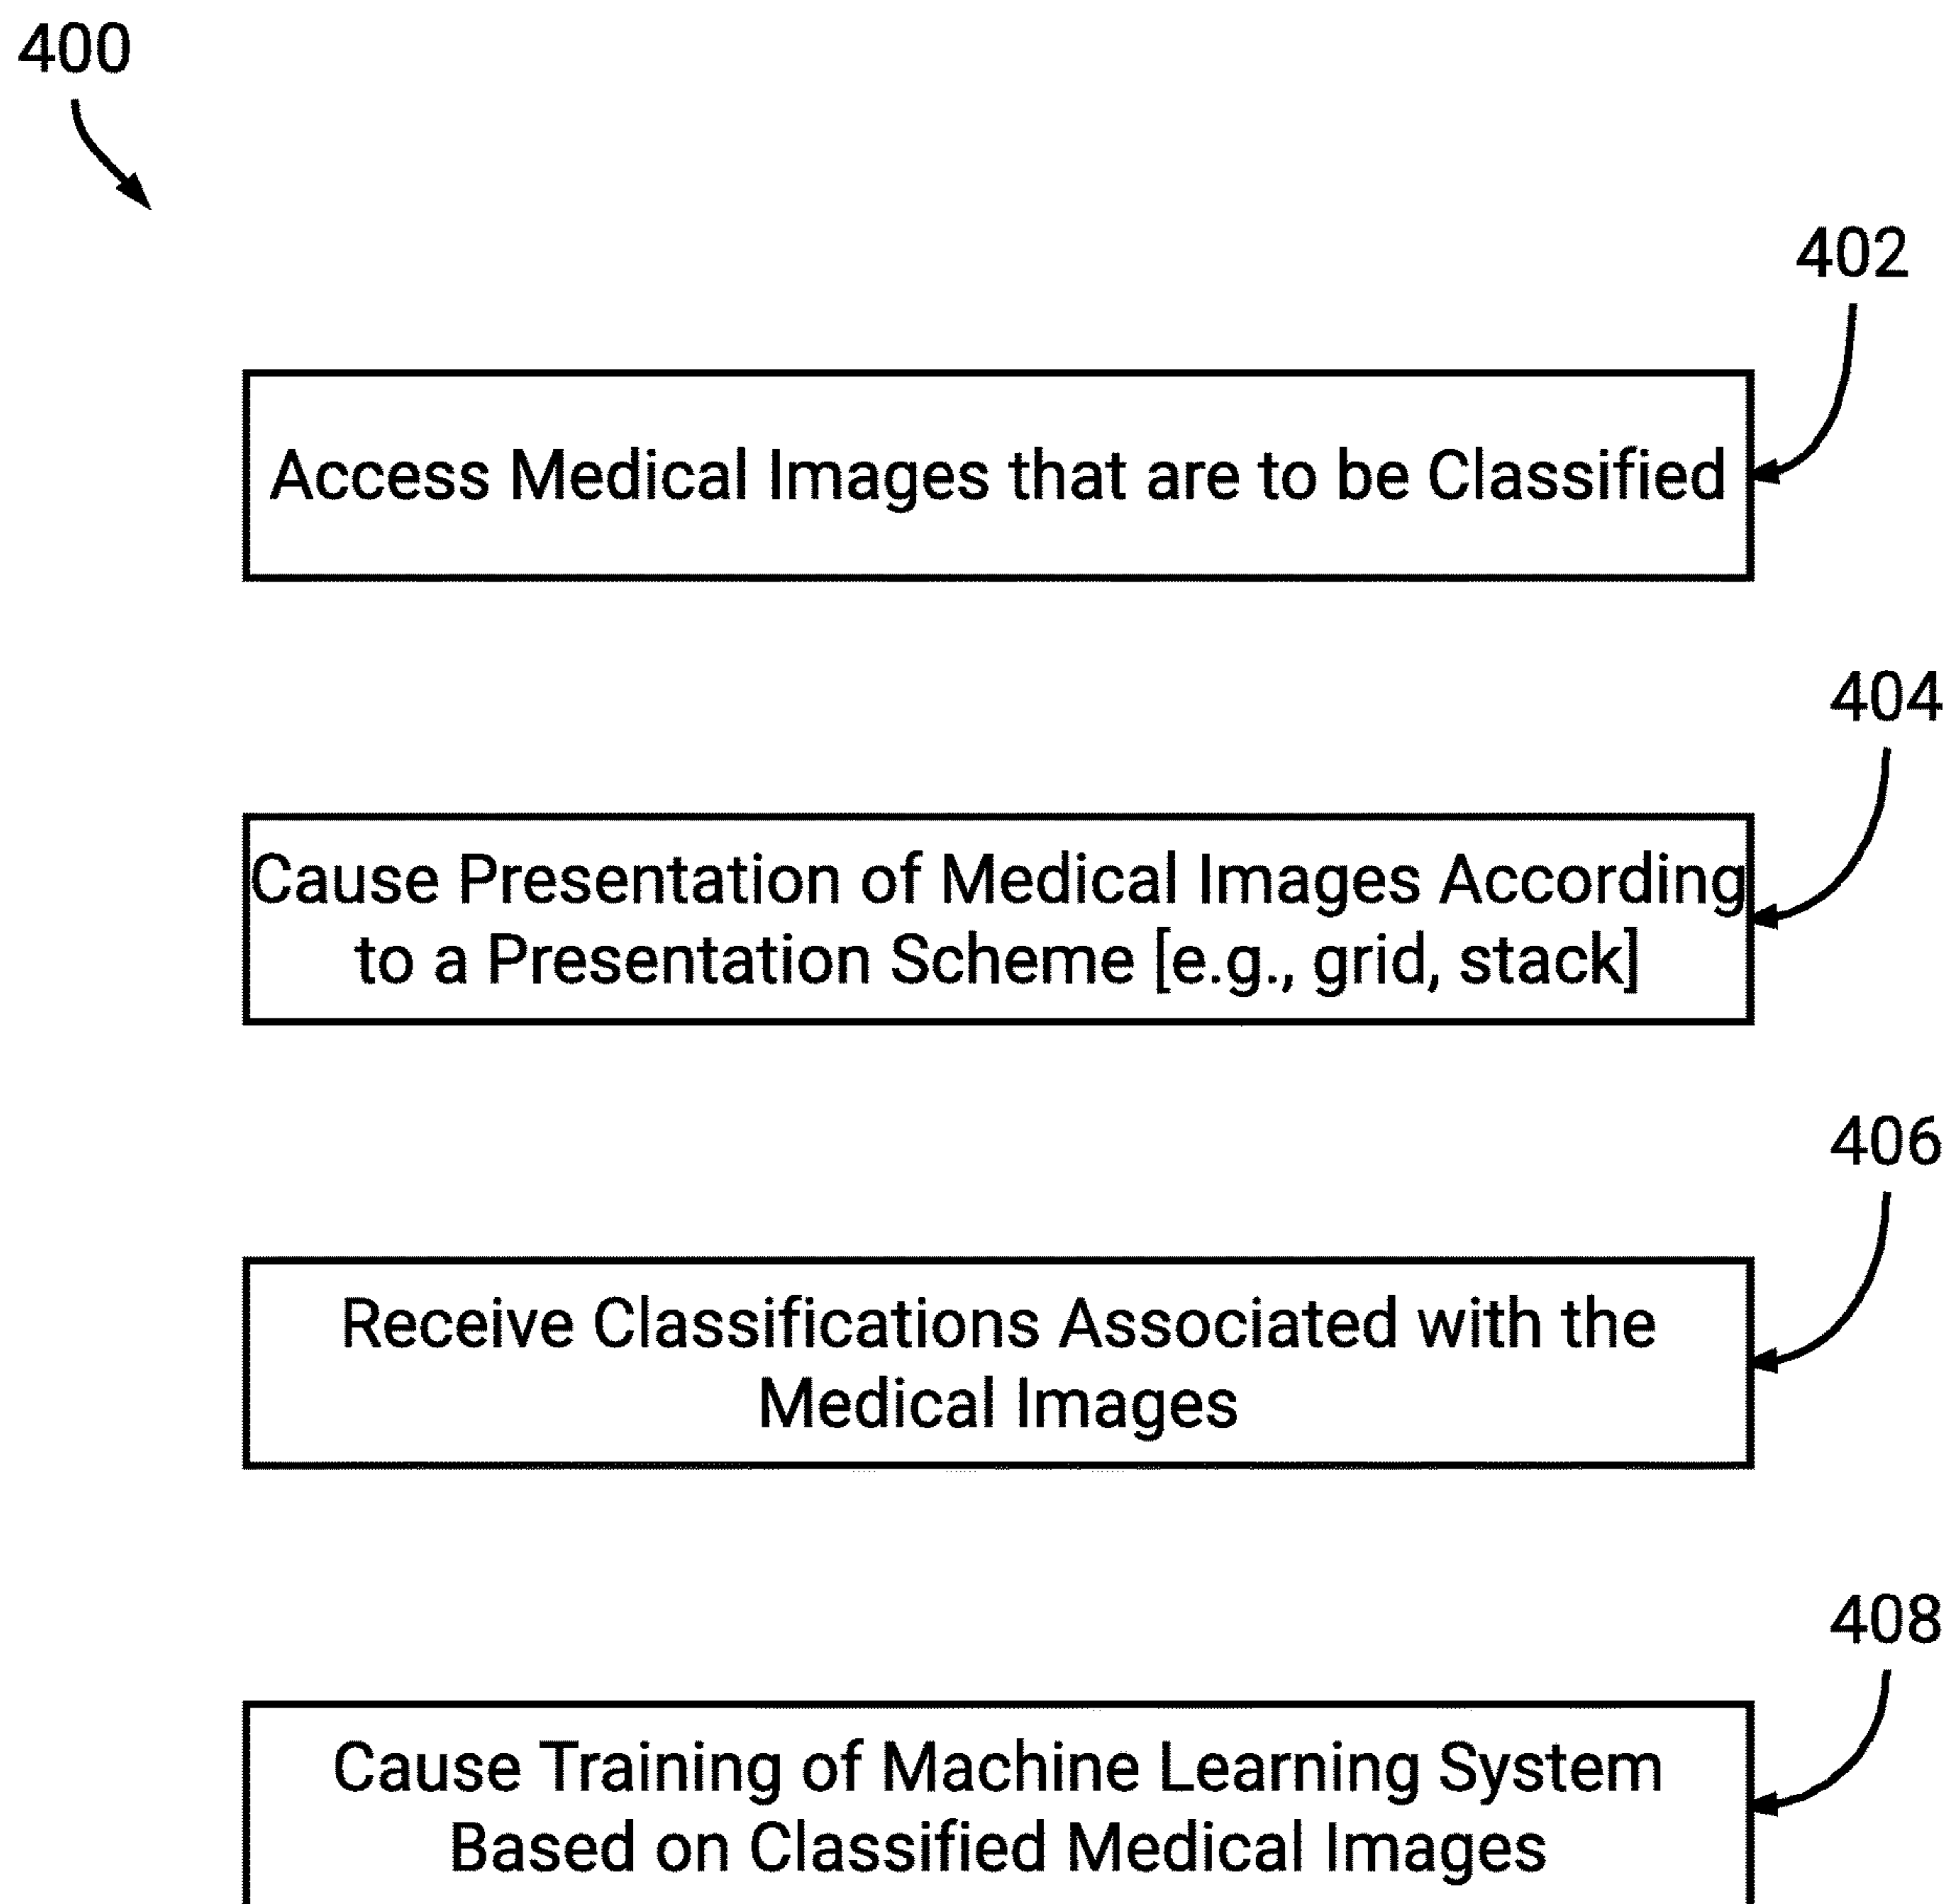 400
402
Access Medical Images that are to be Classified
404
Cause Presentation of Medical Images According
to a Presentation Scheme [e.g., grid, stack]
406
Receive Classifications Associated with the
Medical Images
408
Cause Training of Machine Learning System
Based on Classified Medical Images